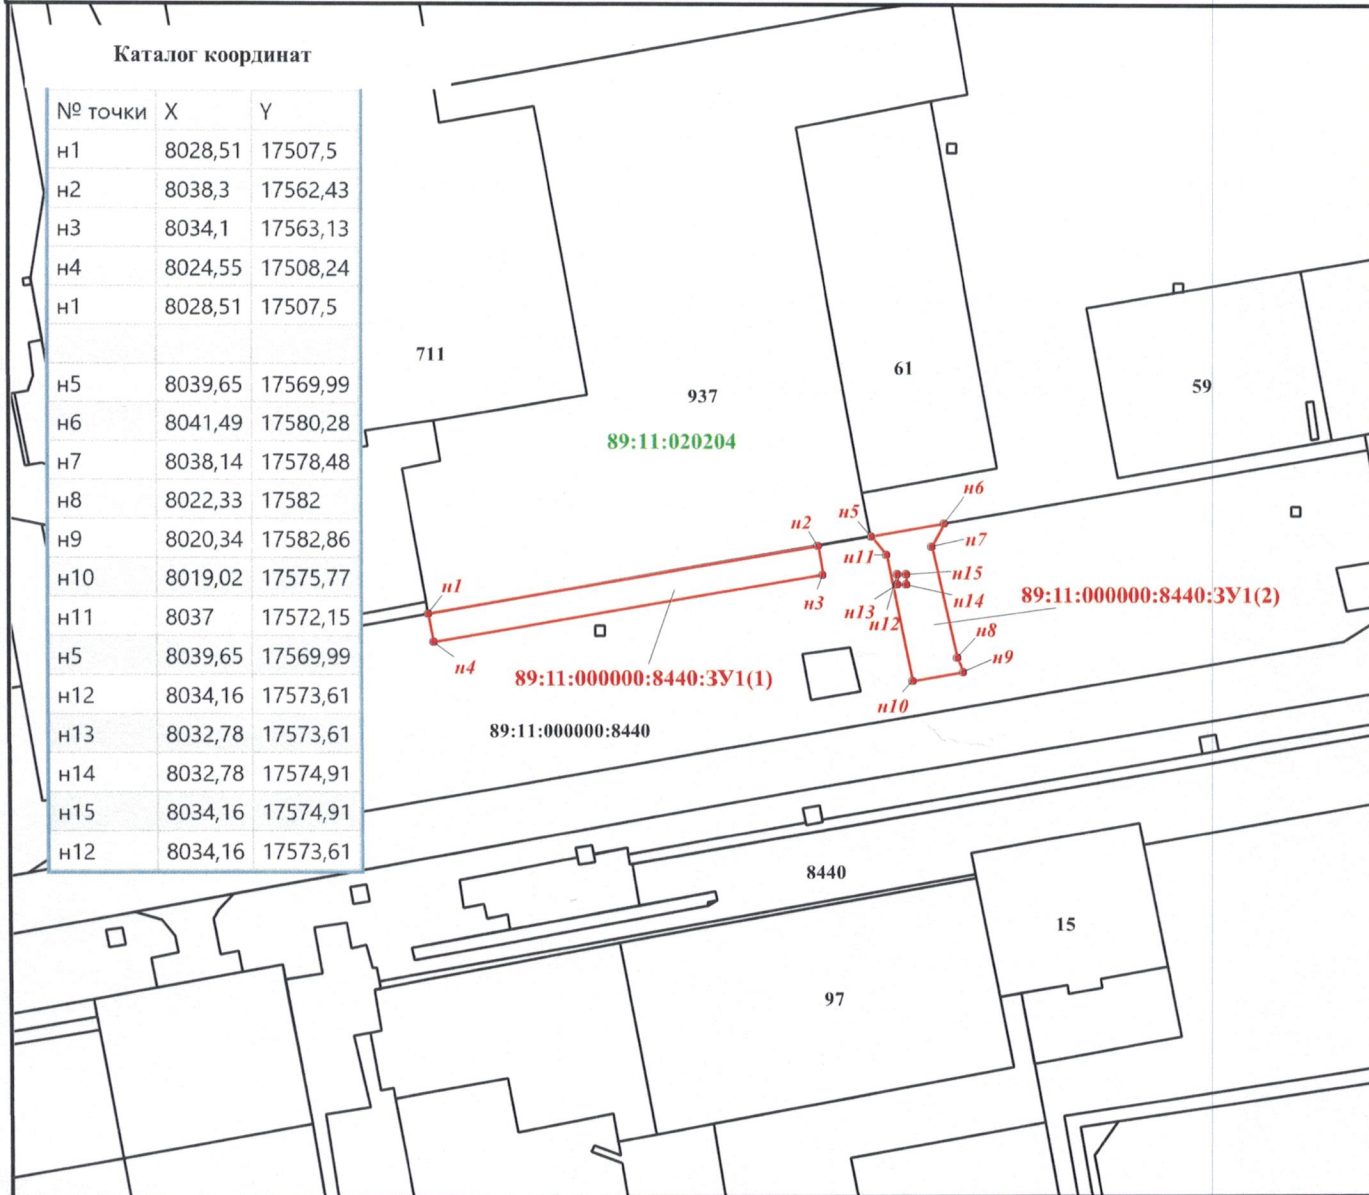 Каталог координат
№ точки X Y
н1 8028,51 17507,5
н2 8038,3 17562,43
н3 8034,1 17563,13
н4 8024,55 17508,24
н1 8028,51 17507,5
н5 8039,65 17569,99
н6 8041,49 17580,28
н7 8038,14 17578,48
н8 8022,33 17582
н9 8020,34 17582,86
н10 8019,02 17575,77
н11 8037 17572,15
н5 8039,65 17569,99
н12 8034,16 17573,61
н13 8032,78 17573,61
н14 8032,78 17574,91
н15 8034,16 17574,91
н12 8034,16 17573,61
711
61
937
59
89:11:020204
н6
н5
н2
н7
н11
н15
н1
н3
н13
н14
89:11:000000:8440:ЗУ1(2)
н12
н8
н4
н9
89:11:000000:8440:ЗУ1(1)
н10
89:11:000000:8440
8440
15
97